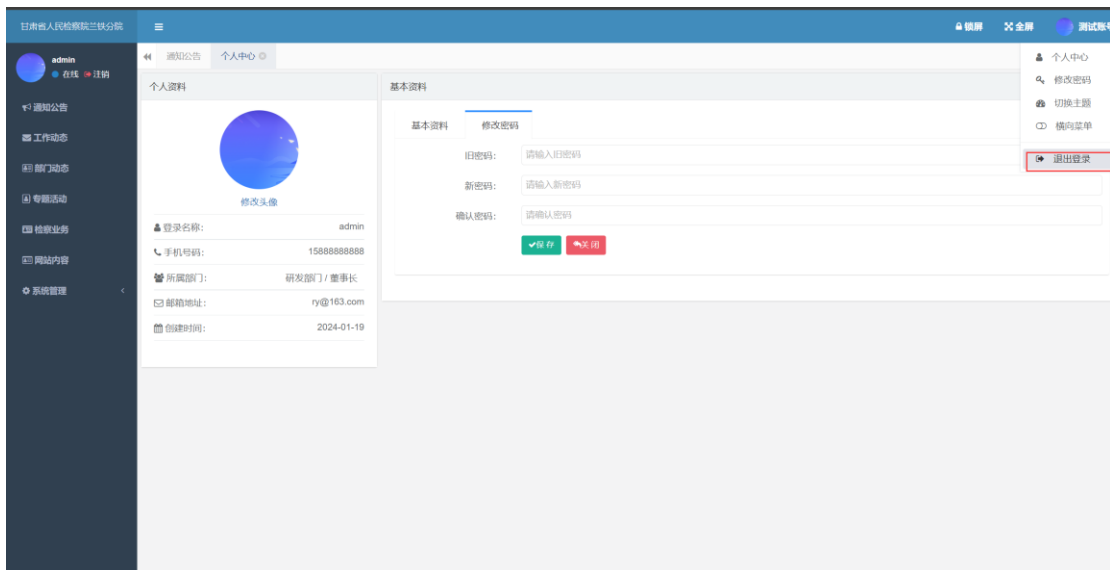 甘肃省人民检察院兰铁分院
锁屏 全屏 测试账号
admin
在线 注销
通知公告
工作动态
部门动态
专题活动
检察业务
网站内容
系统管理
通知公告 个人中心
个人资料
修改头像
登录名称: admin
手机号码: 15888888888
所属部门: 研发部门 / 董事长
邮箱地址: ry@163.com
创建时间: 2024-01-19
基本资料
基本资料 修改密码
旧密码: 请输入旧密码
新密码: 请输入新密码
确认密码: 请确认密码
保 存 关 闭
个人中心
修改密码
切换主题
横向菜单
退出登录